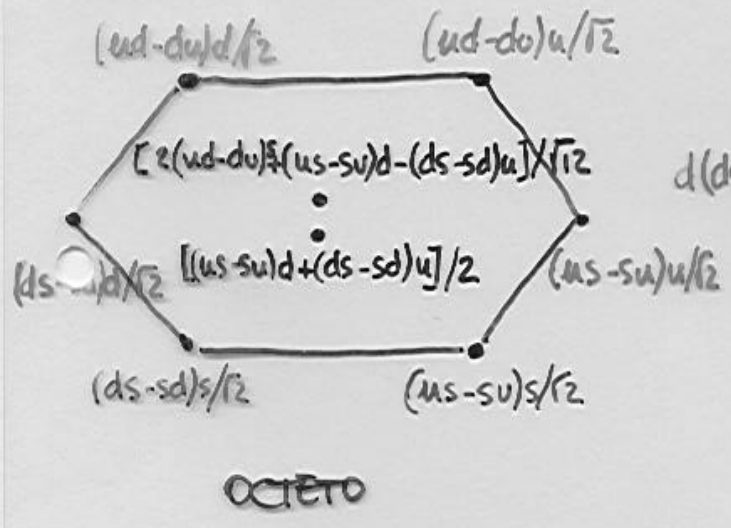 (ud-du)d/√2
(ud-du)u/√2
[2(ud-du)s+(us-su)d-(ds-sd)u]/√12
d(d
[(us-su)d+(ds-sd)u]/2
(us-su)u/√2
(ds-sd)s/√2
(us-su)s/√2
OCTETO